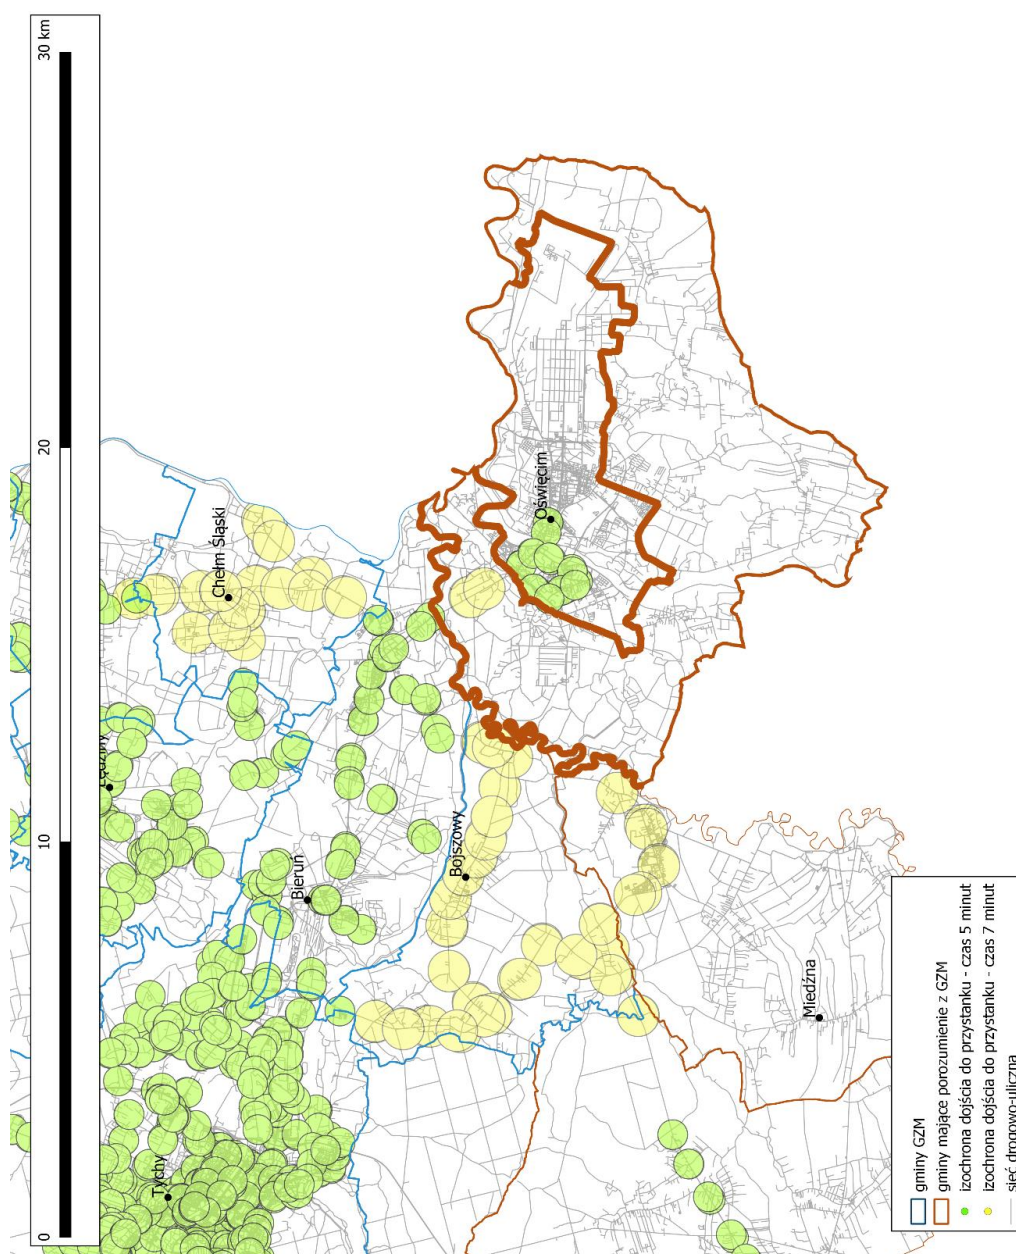 30 km
20
10
0
Oświęcim
Chełm Śląski
Lędziny
Bieruń
Bojszowy
Tychy
Miedźna
gminy GZM
gminy mające porozumienie z GZM
izochrona dojścia do przystanku - czas 5 minut
izochrona dojścia do przystanku - czas 7 minut
sieć drogowo-uliczna